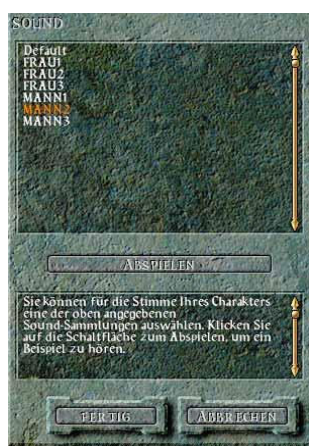 SOUND
Default
FRAU1
FRAU2
FRAU3
MANN1
MANN2
MANN3
ABSPIELEN
Sie können für die Stimme Ihres Charakters
eine der oben angegebenen
Sound-Sammlungen auswählen. Klicken Sie
auf die Schaltfläche zum Abspielen, um ein
Beispiel zu hören.
FERTIG
ABBRECHEN